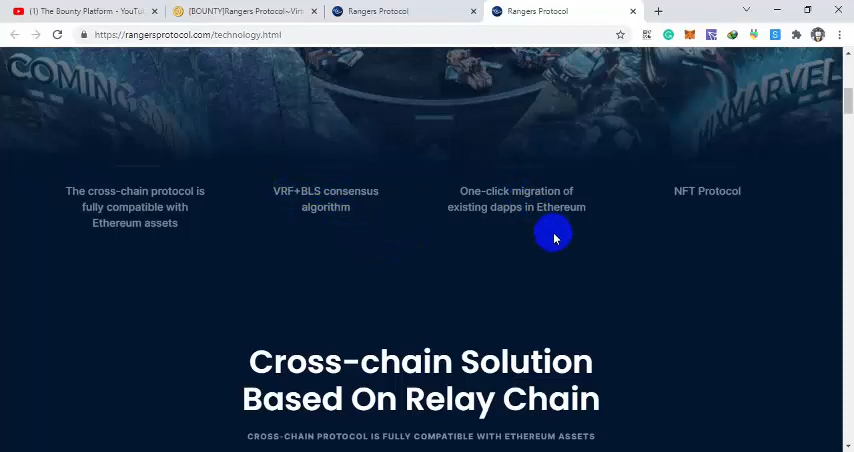 (1) The Bounty Platform - YouTu
[BOUNTY]Rangers Protocol~Virtu
Rangers Protocol
Rangers Protocol
https://rangersprotocol.com/technology.html
COMING SOON
MIXMARVEL
The cross-chain protocol is
fully compatible with
Ethereum assets
VRF+BLS consensus
algorithm
One-click migration of
existing dapps in Ethereum
NFT Protocol
Cross-chain Solution
Based On Relay Chain
CROSS-CHAIN PROTOCOL IS FULLY COMPATIBLE WITH ETHEREUM ASSETS